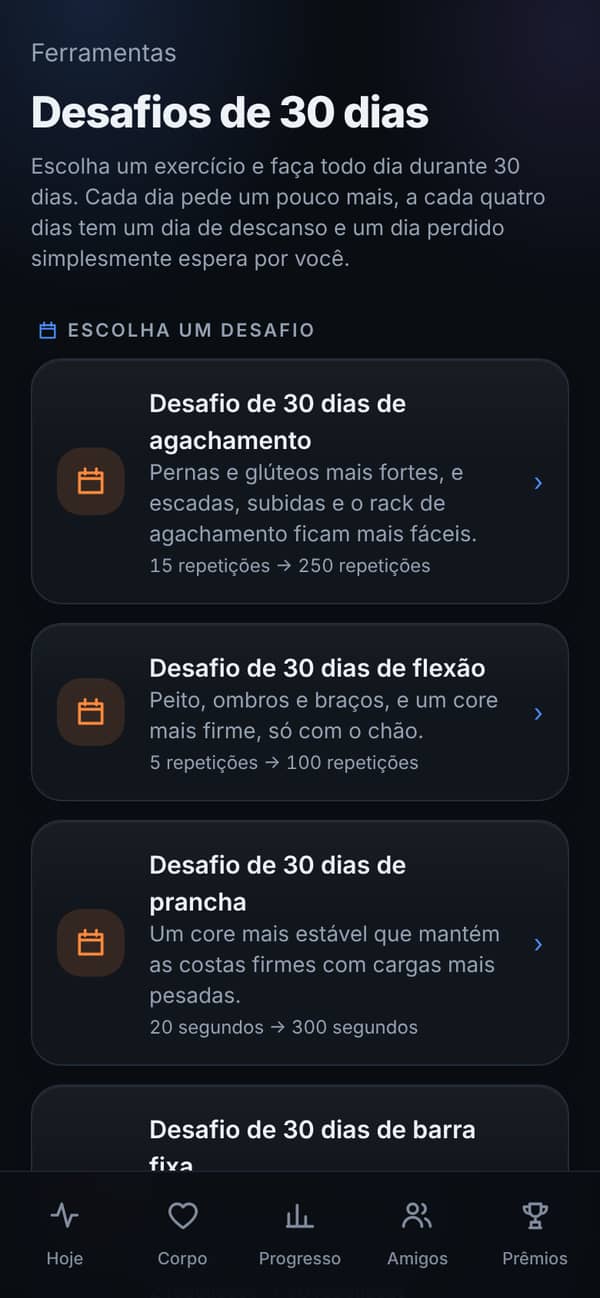 Ferramentas
Desafios de 30 dias
Escolha um exercício e faça todo dia durante 30
dias. Cada dia pede um pouco mais, a cada quatro
dias tem um dia de descanso e um dia perdido
simplesmente espera por você.
ESCOLHA UM DESAFIO
Desafio de 30 dias de
agachamento
Pernas e glúteos mais fortes, e
escadas, subidas e o rack de
agachamento ficam mais fáceis.
15 repetições → 250 repetições
Desafio de 30 dias de flexão
Peito, ombros e braços, e um core
mais firme, só com o chão.
5 repetições → 100 repetições
Desafio de 30 dias de
prancha
Um core mais estável que mantém
as costas firmes com cargas mais
pesadas.
20 segundos → 300 segundos
Desafio de 30 dias de barra
fixa
Hoje
Corpo
Progresso
Amigos
Prêmios